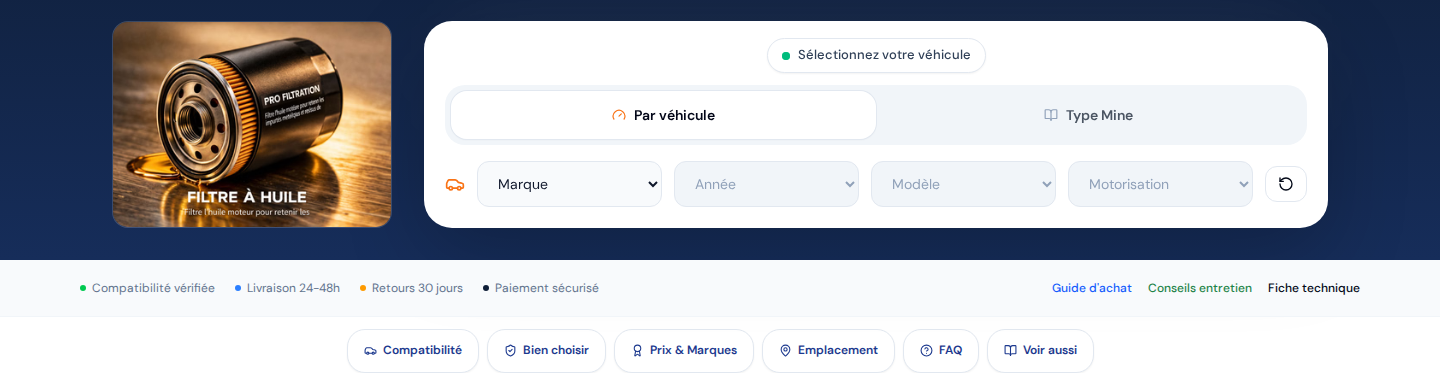 PRO FILTRATION
FILTRE À HUILE
Filtre l'huile moteur pour retenir les
Sélectionnez votre véhicule
Par véhicule
Type Mine
Marque
Année
Modèle
Motorisation
Compatibilité vérifiée
Livraison 24-48h
Retours 30 jours
Paiement sécurisé
Guide d'achat
Conseils entretien
Fiche technique
Compatibilité
Bien choisir
Prix & Marques
Emplacement
FAQ
Voir aussi